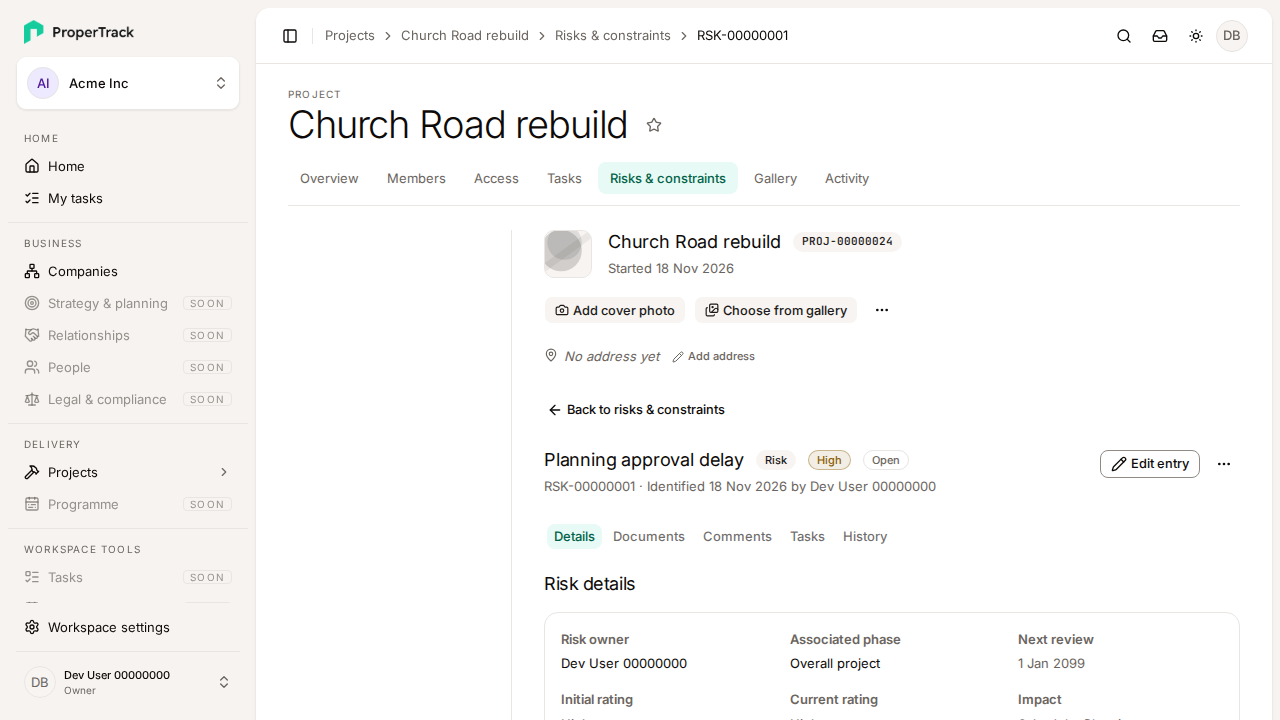 ProperTrack
AI
Acme Inc
HOME
Home
My tasks
BUSINESS
Companies
Strategy & planning SOON
Relationships SOON
People SOON
Legal & compliance SOON
DELIVERY
Projects
Programme SOON
WORKSPACE TOOLS
Tasks SOON
Workspace settings
DB
Dev User 00000000
Owner
Projects > Church Road rebuild > Risks & constraints > RSK-00000001
DB
PROJECT
Church Road rebuild
Overview Members Access Tasks Risks & constraints Gallery Activity
Church Road rebuild PROJ-00000024
Started 18 Nov 2026
Add cover photo Choose from gallery
No address yet Add address
Back to risks & constraints
Planning approval delay Risk High Open
Edit entry
RSK-00000001 · Identified 18 Nov 2026 by Dev User 00000000
Details Documents Comments Tasks History
Risk details
Risk owner Associated phase Next review
Dev User 00000000 Overall project 1 Jan 2099
Initial rating Current rating Impact